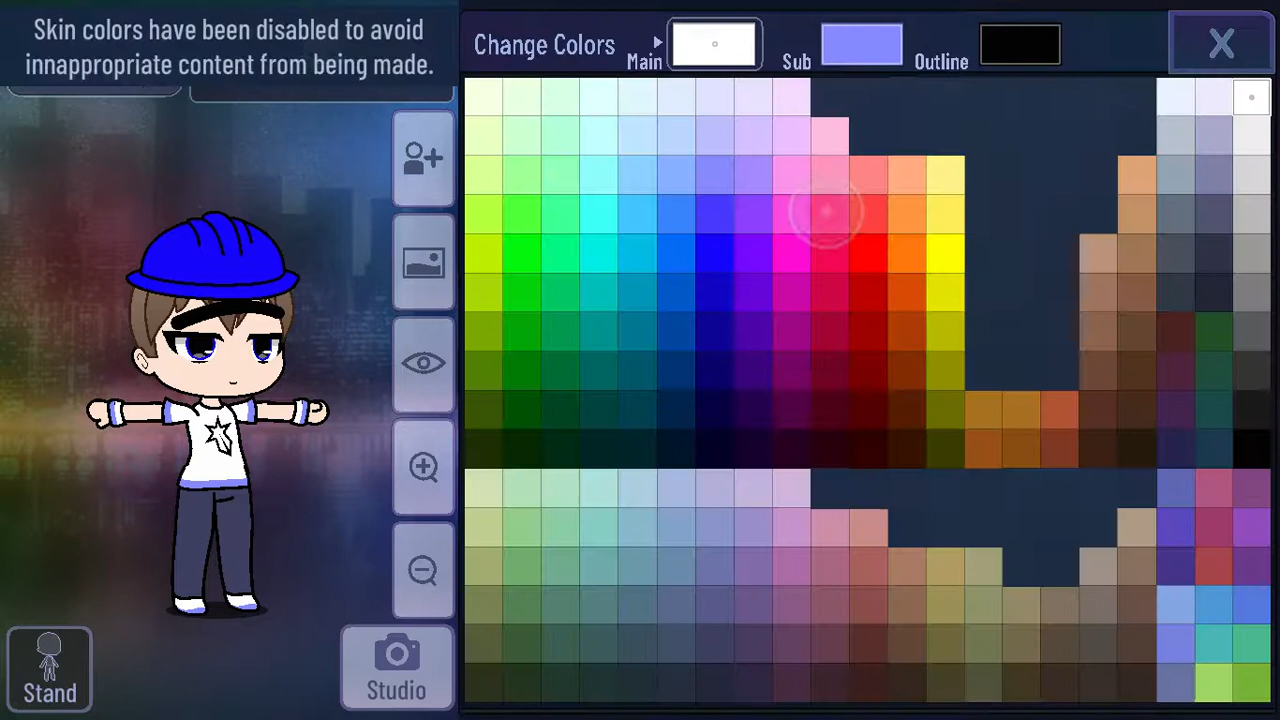 Skin colors have been disabled to avoid
innappropriate content from being made.
Change Colors
Main
Sub
Outline
X
Stand
Studio